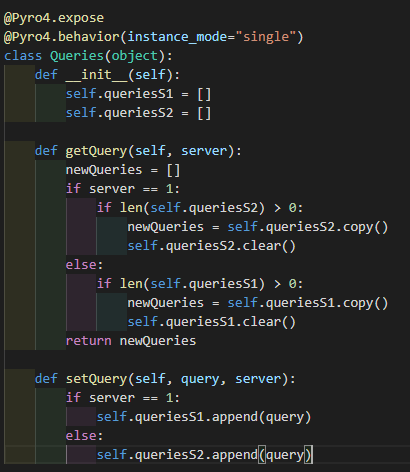 @Pyro4.expose
@Pyro4.behavior(instance_mode="single")
class Queries(object):
    def __init__(self):
        self.queriesS1 = []
        self.queriesS2 = []

    def getQuery(self, server):
        newQueries = []
        if server == 1:
            if len(self.queriesS2) > 0:
                newQueries = self.queriesS2.copy()
                self.queriesS2.clear()
        else:
            if len(self.queriesS1) > 0:
                newQueries = self.queriesS1.copy()
                self.queriesS1.clear()
        return newQueries

    def setQuery(self, query, server):
        if server == 1:
            self.queriesS1.append(query)
        else:
            self.queriesS2.append(query)